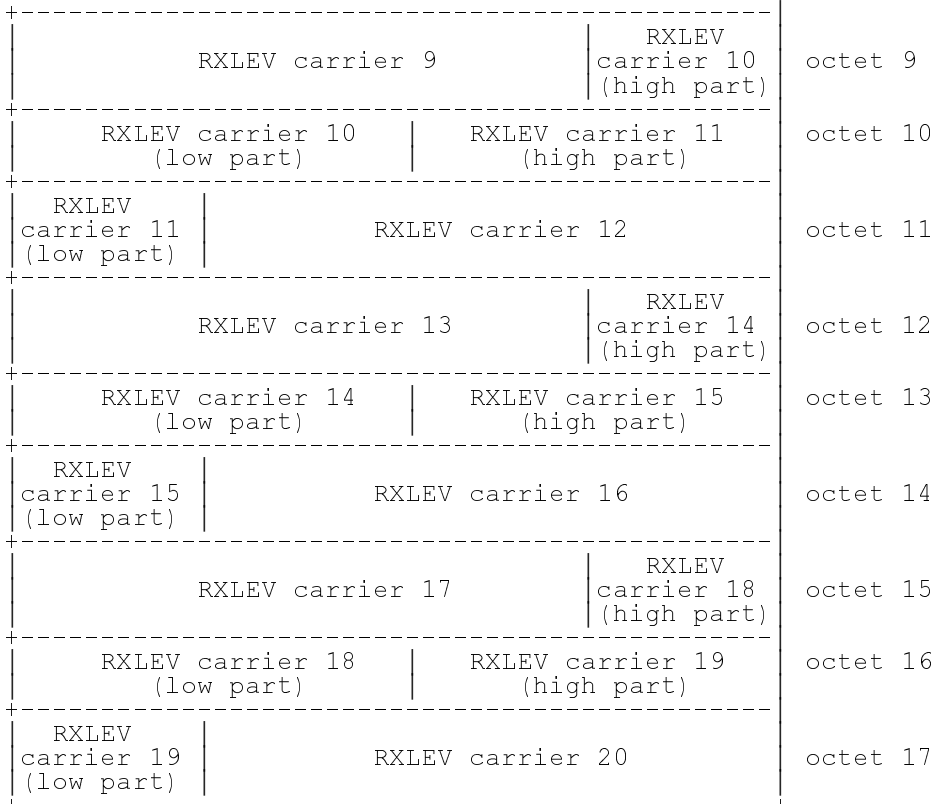 RXLEV
RXLEV carrier 9 carrier 10 octet 9
(high part)
RXLEV carrier 10 RXLEV carrier 11 octet 10
(low part) (high part)
RXLEV
carrier 11 RXLEV carrier 12 octet 11
(low part)
RXLEV
RXLEV carrier 13 carrier 14 octet 12
(high part)
RXLEV carrier 14 RXLEV carrier 15 octet 13
(low part) (high part)
RXLEV
carrier 15 RXLEV carrier 16 octet 14
(low part)
RXLEV
RXLEV carrier 17 carrier 18 octet 15
(high part)
RXLEV carrier 18 RXLEV carrier 19 octet 16
(low part) (high part)
RXLEV
carrier 19 RXLEV carrier 20 octet 17
(low part)